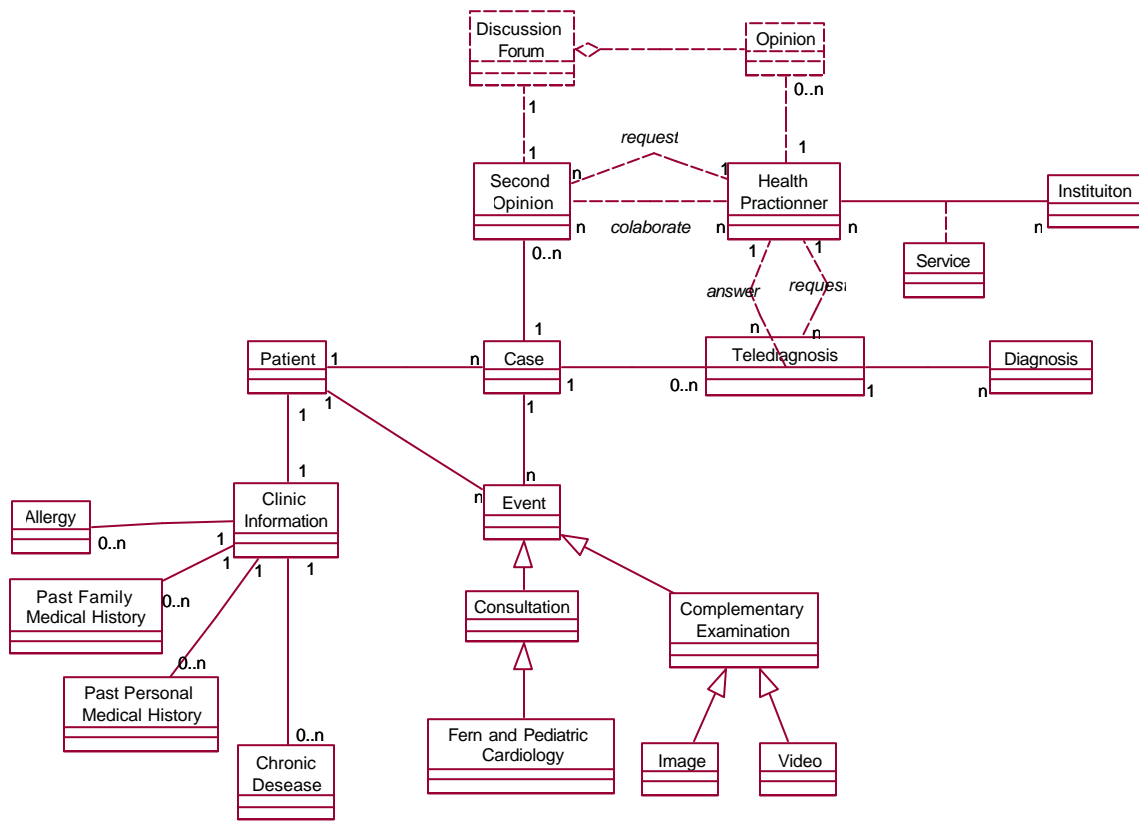 Discussion
Forum
Opinion
0..n
1
request
1
1
n
1
Second
Opinion
Health
Practionner
Instituiton
n
colaborate
n
n
n
0..n
1
1
Service
answer
request
1
n
n
Patient
1
n
Case
Telediagnosis
Diagnosis
1
1
1
0..n
1
n
1
1
n
n
Clinic
Information
Event
Allergy
0..n
1
1
1
1
Past Family
Medical History
0..n
Consultation
Complementary
Examination
0..n
Past Personal
Medical History
0..n
Fern and Pediatric
Cardiology
Chronic
Desease
Image
Video